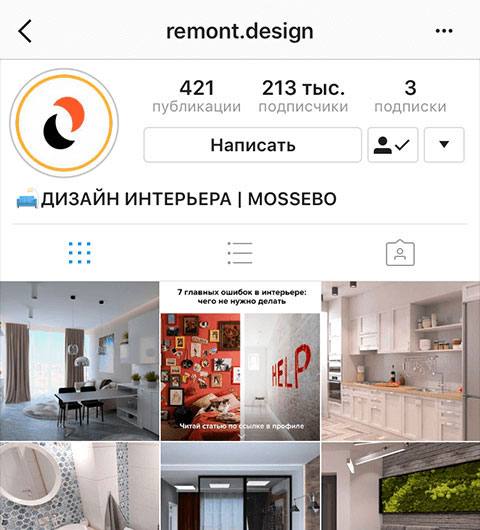 remont.design
421 213 тыс. 3
публикации подписчики подписки
Написать
ДИЗАЙН ИНТЕРЬЕРА | MOSSEBO
7 главных ошибок в интерьере:
чего не нужно делать
HELP
Читай статью по ссылке в профиле